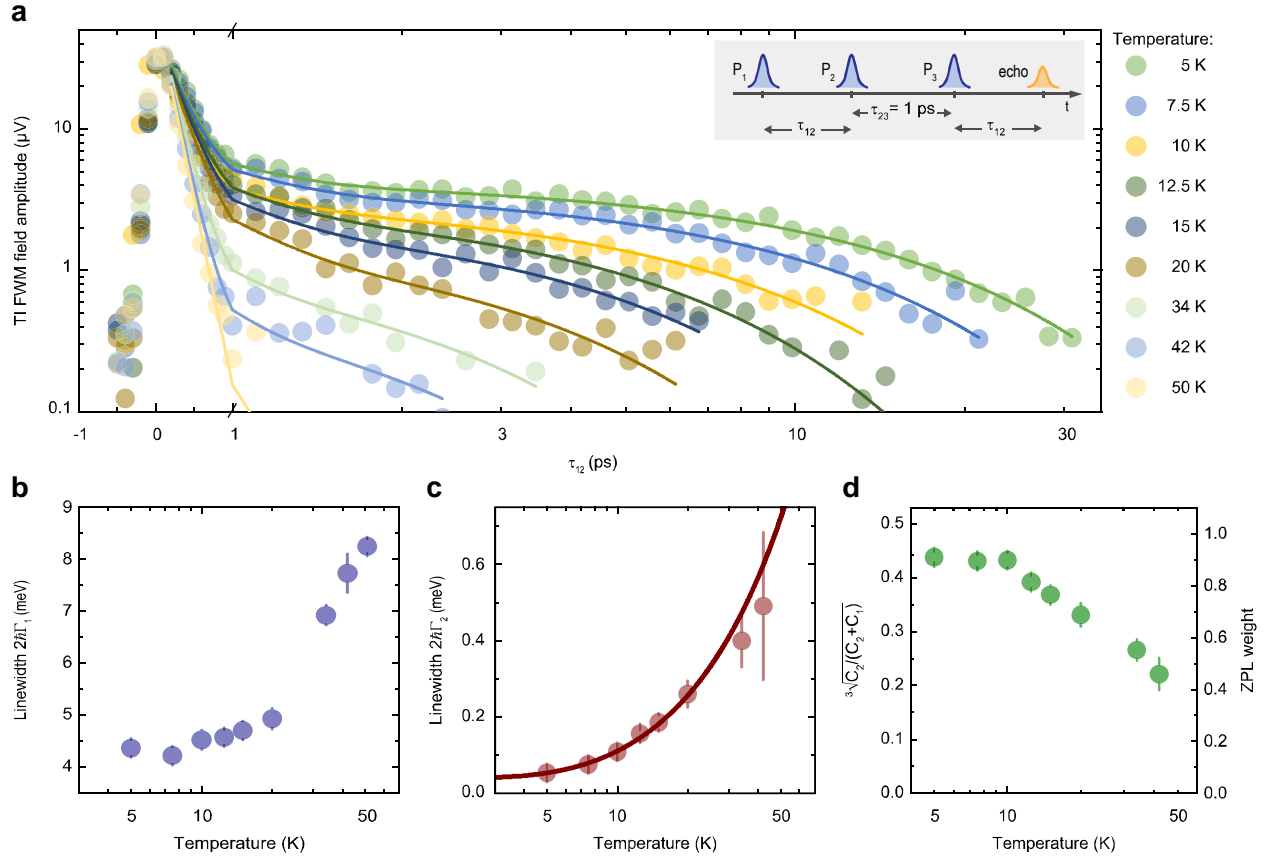 a
TI FWM field amplitude (µV)
10
1
0.1
-1
0
1
3
10
30
τ12 (ps)
P1
P2
P3
echo
t
τ23= 1 ps
τ12
τ12
Temperature:
5 K
7.5 K
10 K
12.5 K
15 K
20 K
34 K
42 K
50 K
b
Linewidth 2ℏΓ1 (meV)
9
8
7
6
5
4
5
10
50
Temperature (K)
c
Linewidth 2ℏΓ2 (meV)
0.6
0.4
0.2
0.0
5
10
50
Temperature (K)
d
3√C2/(C2+C1)
0.5
0.4
0.3
0.2
0.1
0.0
5
10
50
Temperature (K)
1.0
0.8
0.6
0.4
0.2
0.0
ZPL weight